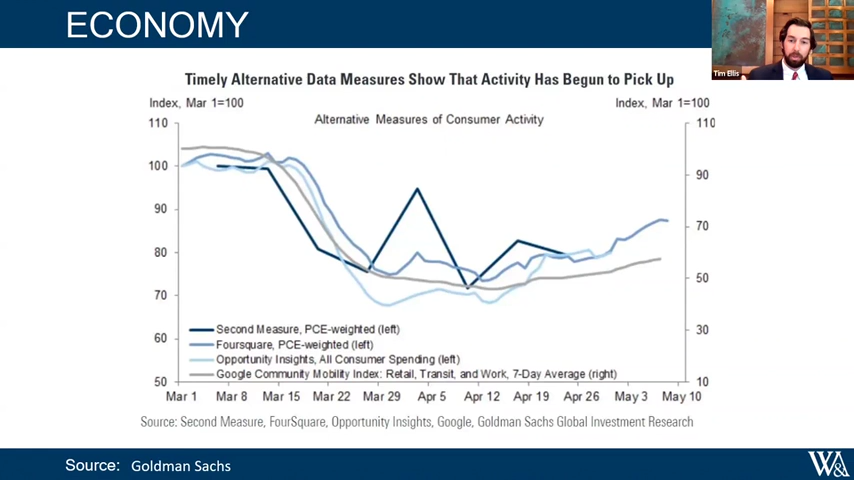 ECONOMY
Tim Ellis
Timely Alternative Data Measures Show That Activity Has Begun to Pick Up
Index, Mar 1=100 Index, Mar 1=100
Alternative Measures of Consumer Activity
110 110
100 90
90 70
80 50
70 30
60 10
50
Second Measure, PCE-weighted (left)
Foursquare, PCE-weighted (left)
Opportunity Insights, All Consumer Spending (left)
Google Community Mobility Index: Retail, Transit, and Work, 7-Day Average (right)
Mar 1 Mar 8 Mar 15 Mar 22 Mar 29 Apr 5 Apr 12 Apr 19 Apr 26 May 3 May 10
Source: Second Measure, FourSquare, Opportunity Insights, Google, Goldman Sachs Global Investment Research
Source: Goldman Sachs
WA&